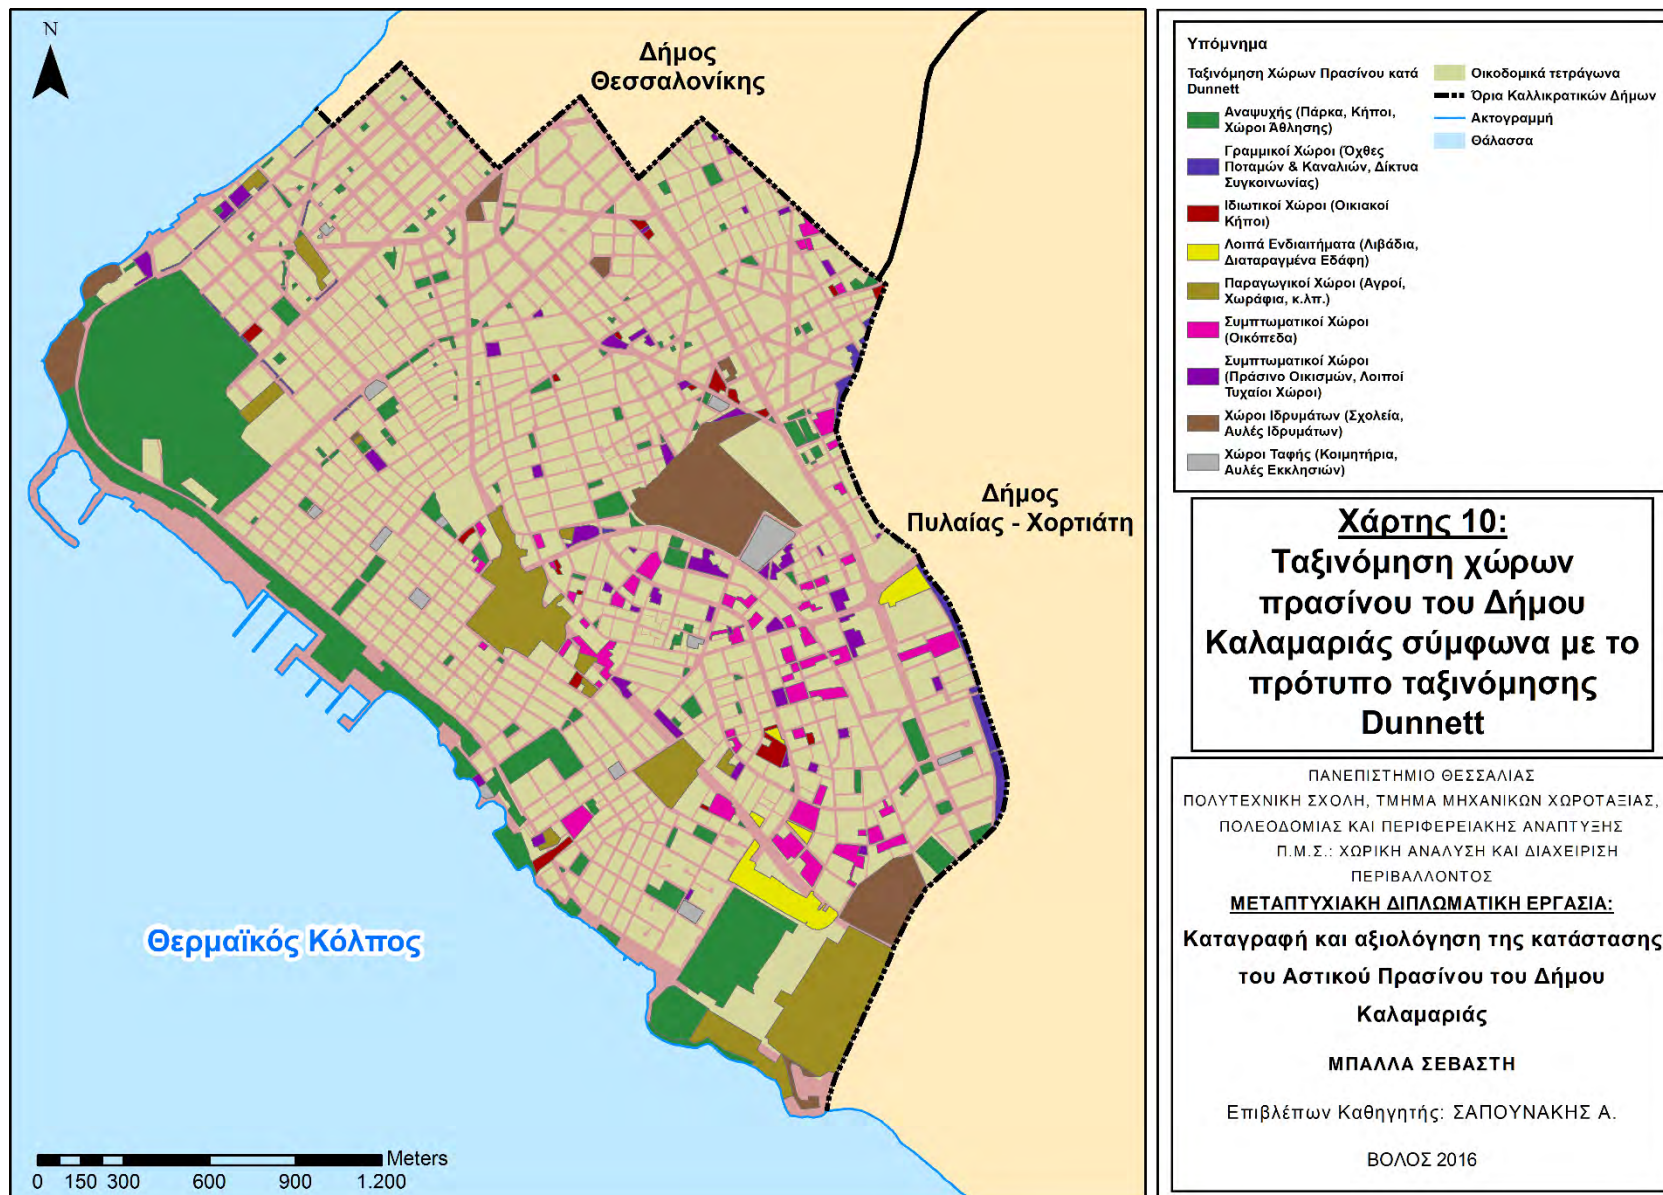 N
Δήμος
Θεσσαλονίκης
Δήμος
Πυλαίας - Χορτιάτη
Θερμαϊκός Κόλπος
Meters
0 150 300 600 900 1.200
Υπόμνημα
Ταξινόμηση Χώρων Πρασίνου κατά
Dunnett
Αναψυχής (Πάρκα, Κήποι,
Χώροι Άθλησης)
Γραμμικοί Χώροι (Όχθες
Ποταμών & Καναλιών, Δίκτυα
Συγκοινωνίας)
Ιδιωτικοί Χώροι (Οικιακοί
Κήποι)
Λοιπά Ενδιαιτήματα (Λιβάδια,
Διαταραγμένα Εδάφη)
Παραγωγικοί Χώροι (Αγροί,
Χωράφια, κ.λπ.)
Συμπτωματικοί Χώροι
(Οικόπεδα)
Συμπτωματικοί Χώροι
(Πράσινο Οικισμών, Λοιποί
Τυχαίοι Χώροι)
Χώροι Ιδρυμάτων (Σχολεία,
Αυλές Ιδρυμάτων)
Χώροι Ταφής (Κοιμητήρια,
Αυλές Εκκλησιών)
Οικοδομικά τετράγωνα
Όρια Καλλικρατικών Δήμων
Ακτογραμμή
Θάλασσα
Χάρτης 10:
Ταξινόμηση χώρων
πρασίνου του Δήμου
Καλαμαριάς σύμφωνα με το
πρότυπο ταξινόμησης
Dunnett
ΠΑΝΕΠΙΣΤΗΜΙΟ ΘΕΣΣΑΛΙΑΣ
ΠΟΛΥΤΕΧΝΙΚΗ ΣΧΟΛΗ, ΤΜΗΜΑ ΜΗΧΑΝΙΚΩΝ ΧΩΡΟΤΑΞΙΑΣ,
ΠΟΛΕΟΔΟΜΙΑΣ ΚΑΙ ΠΕΡΙΦΕΡΕΙΑΚΗΣ ΑΝΑΠΤΥΞΗΣ
Π.Μ.Σ.: ΧΩΡΙΚΗ ΑΝΑΛΥΣΗ ΚΑΙ ΔΙΑΧΕΙΡΙΣΗ
ΠΕΡΙΒΑΛΛΟΝΤΟΣ
ΜΕΤΑΠΤΥΧΙΑΚΗ ΔΙΠΛΩΜΑΤΙΚΗ ΕΡΓΑΣΙΑ:
Καταγραφή και αξιολόγηση της κατάστασης
του Αστικού Πρασίνου του Δήμου
Καλαμαριάς
ΜΠΑΛΛΑ ΣΕΒΑΣΤΗ
Επιβλέπων Καθηγητής: ΣΑΠΟΥΝΑΚΗΣ Α.
ΒΟΛΟΣ 2016